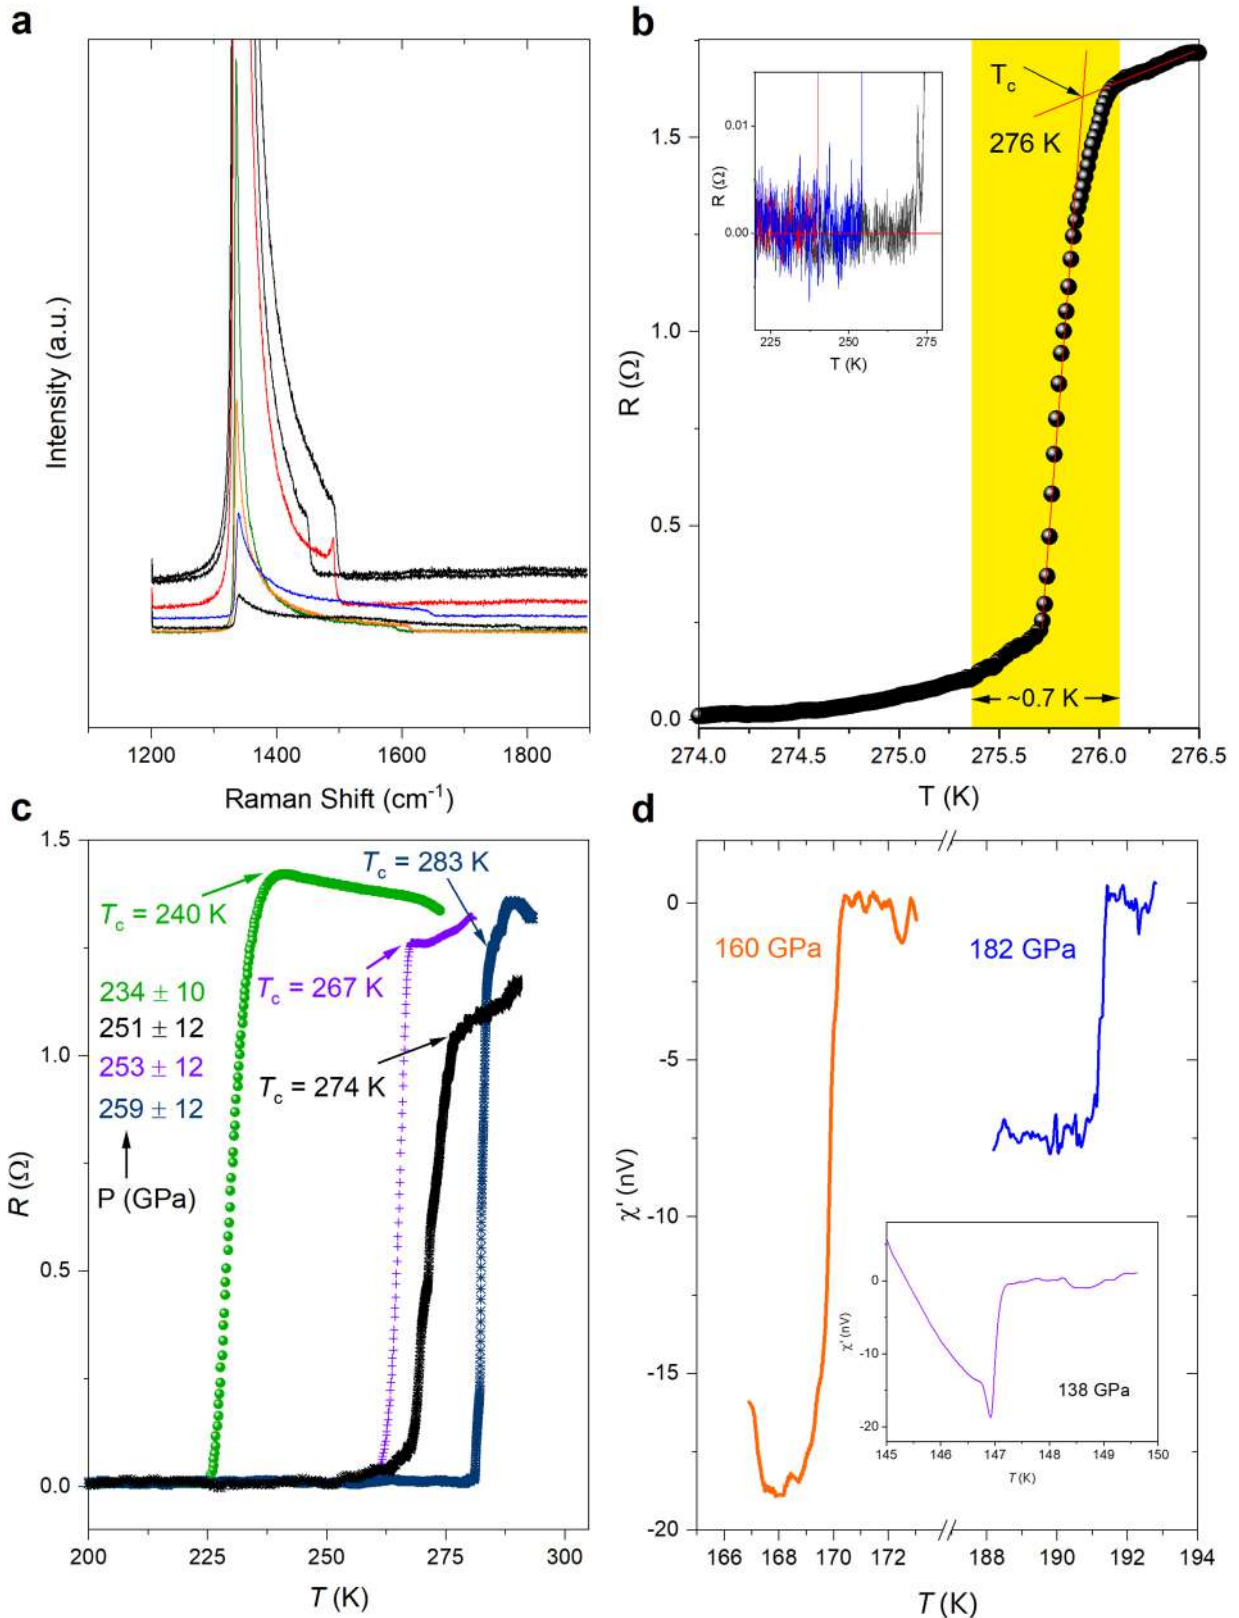 a
Intensity (a.u.)
1200
1400
1600
1800
Raman Shift (cm⁻¹)
b
R (Ω)
1.5
1.0
0.5
0.0
T_c
276 K
~0.7 K
274.0
274.5
275.0
275.5
276.0
276.5
T (K)
R (Ω)
0.01
0.00
225
250
275
T (K)
c
R (Ω)
1.5
1.0
0.5
0.0
T_c = 283 K
T_c = 240 K
T_c = 267 K
T_c = 274 K
234 ± 10
251 ± 12
253 ± 12
259 ± 12
P (GPa)
200
225
250
275
300
T (K)
d
χ' (nV)
0
-5
-10
-15
-20
160 GPa
182 GPa
166
168
170
172
188
190
192
194
T (K)
χ' (nV)
0
-10
-20
138 GPa
145
146
147
148
149
150
T (K)